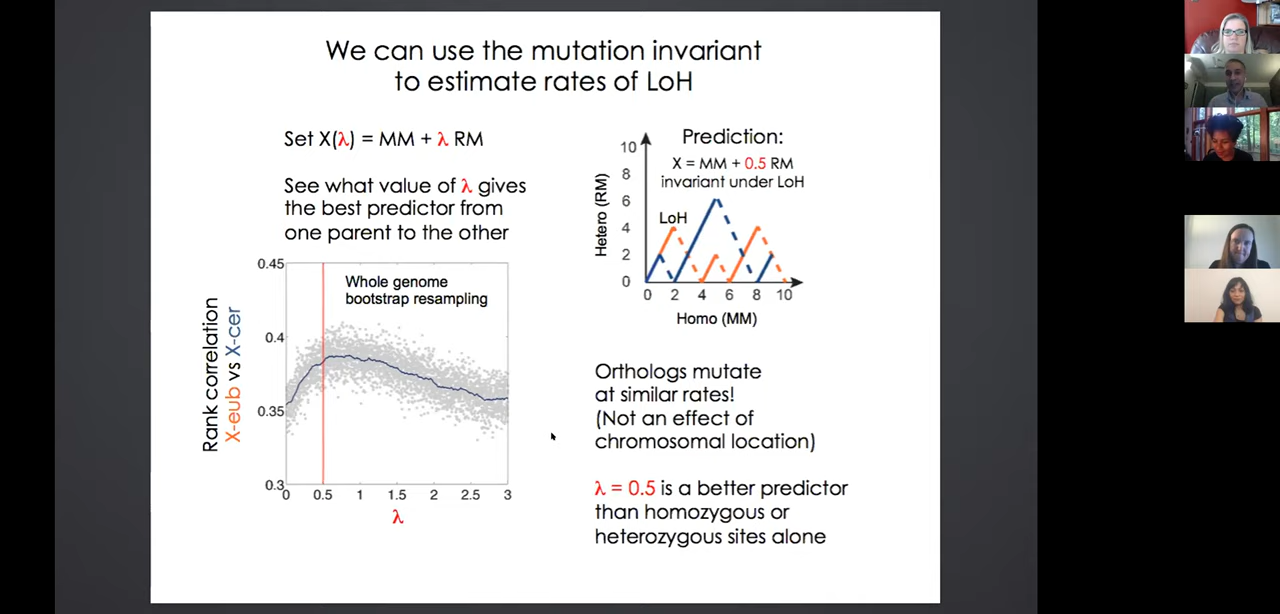 We can use the mutation invariant
to estimate rates of LoH
Set X(λ) = MM + λ RM
See what value of λ gives
the best predictor from
one parent to the other
0.45
0.4
0.35
0.3
Whole genome
bootstrap resampling
Rank correlation
X-eub vs X-cer
0 0.5 1 1.5 2 2.5 3
λ
Prediction:
X = MM + 0.5 RM
invariant under LoH
LoH
10
8
6
4
2
0
Hetero (RM)
0 2 4 6 8 10
Homo (MM)
Orthologs mutate
at similar rates!
(Not an effect of
chromosomal location)
λ = 0.5 is a better predictor
than homozygous or
heterozygous sites alone